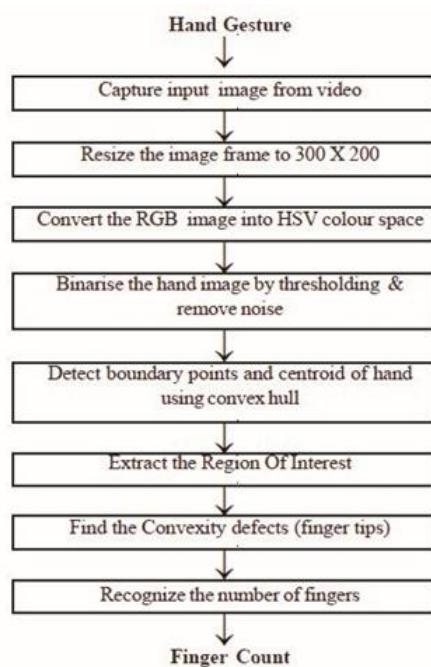 Hand Gesture
Capture input image from video
Resize the image frame to 300 X 200
Convert the RGB image into HSV colour space
Binarise the hand image by thresholding &
remove noise
Detect boundary points and centroid of hand
using convex hull
Extract the Region Of Interest
Find the Convexity defects (finger tips)
Recognize the number of fingers
Finger Count